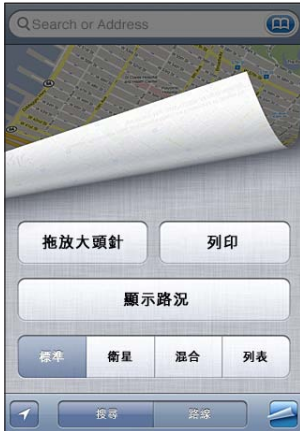 Search or Address
拖放大頭針 列印
顯示路況
標準 衛星 混合 列表
搜尋 路線